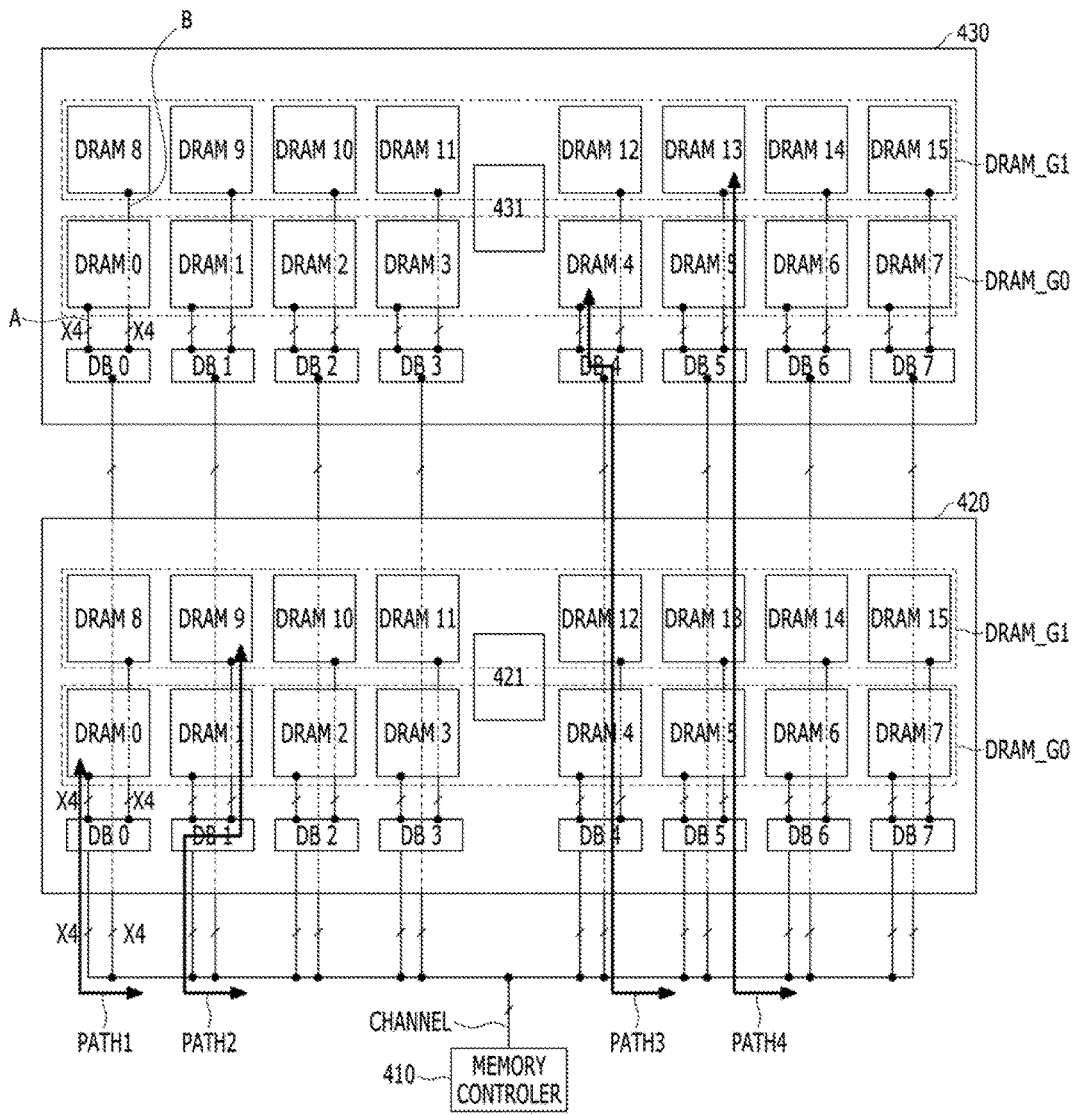 B
430
DRAM 8 DRAM 9 DRAM 10 DRAM 11 DRAM 12 DRAM 13 DRAM 14 DRAM 15
DRAM_G1
431
DRAM 0 DRAM 1 DRAM 2 DRAM 3 DRAM 4 DRAM 5 DRAM 6 DRAM 7
DRAM_G0
A
X4 X4
DB 0 DB 1 DB 2 DB 3 DB 4 DB 5 DB 6 DB 7
420
DRAM 8 DRAM 9 DRAM 10 DRAM 11 DRAM 12 DRAM 13 DRAM 14 DRAM 15
DRAM_G1
421
DRAM 0 DRAM 1 DRAM 2 DRAM 3 DRAM 4 DRAM 5 DRAM 6 DRAM 7
DRAM_G0
X4 X4
DB 0 DB 1 DB 2 DB 3 DB 4 DB 5 DB 6 DB 7
X4 X4
CHANNEL
PATH1 PATH2 PATH3 PATH4
410
MEMORY
CONTROLER